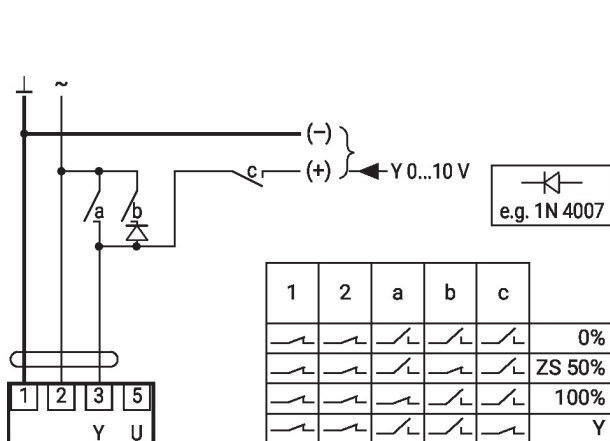 ⊥ ~
(–)
c (+) Y 0...10 V
a b
e.g. 1N 4007
1 2 a b c
0%
ZS 50%
100%
Y
1 2 3 5
Y U